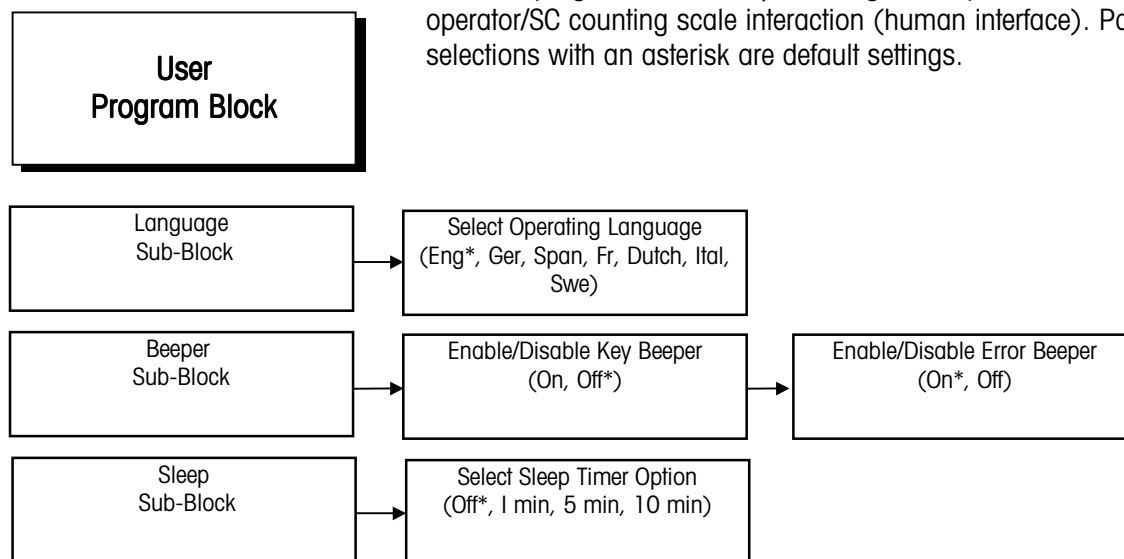 operator/SC counting scale interaction (human interface).
selections with an asterisk are default settings.
User
Program Block
Language
Sub-Block
Select Operating Language
(Eng*, Ger, Span, Fr, Dutch, Ital,
Swe)
Beeper
Sub-Block
Enable/Disable Key Beeper
(On, Off*)
Enable/Disable Error Beeper
(On*, Off)
Sleep
Sub-Block
Select Sleep Timer Option
(Off*, I min, 5 min, 10 min)